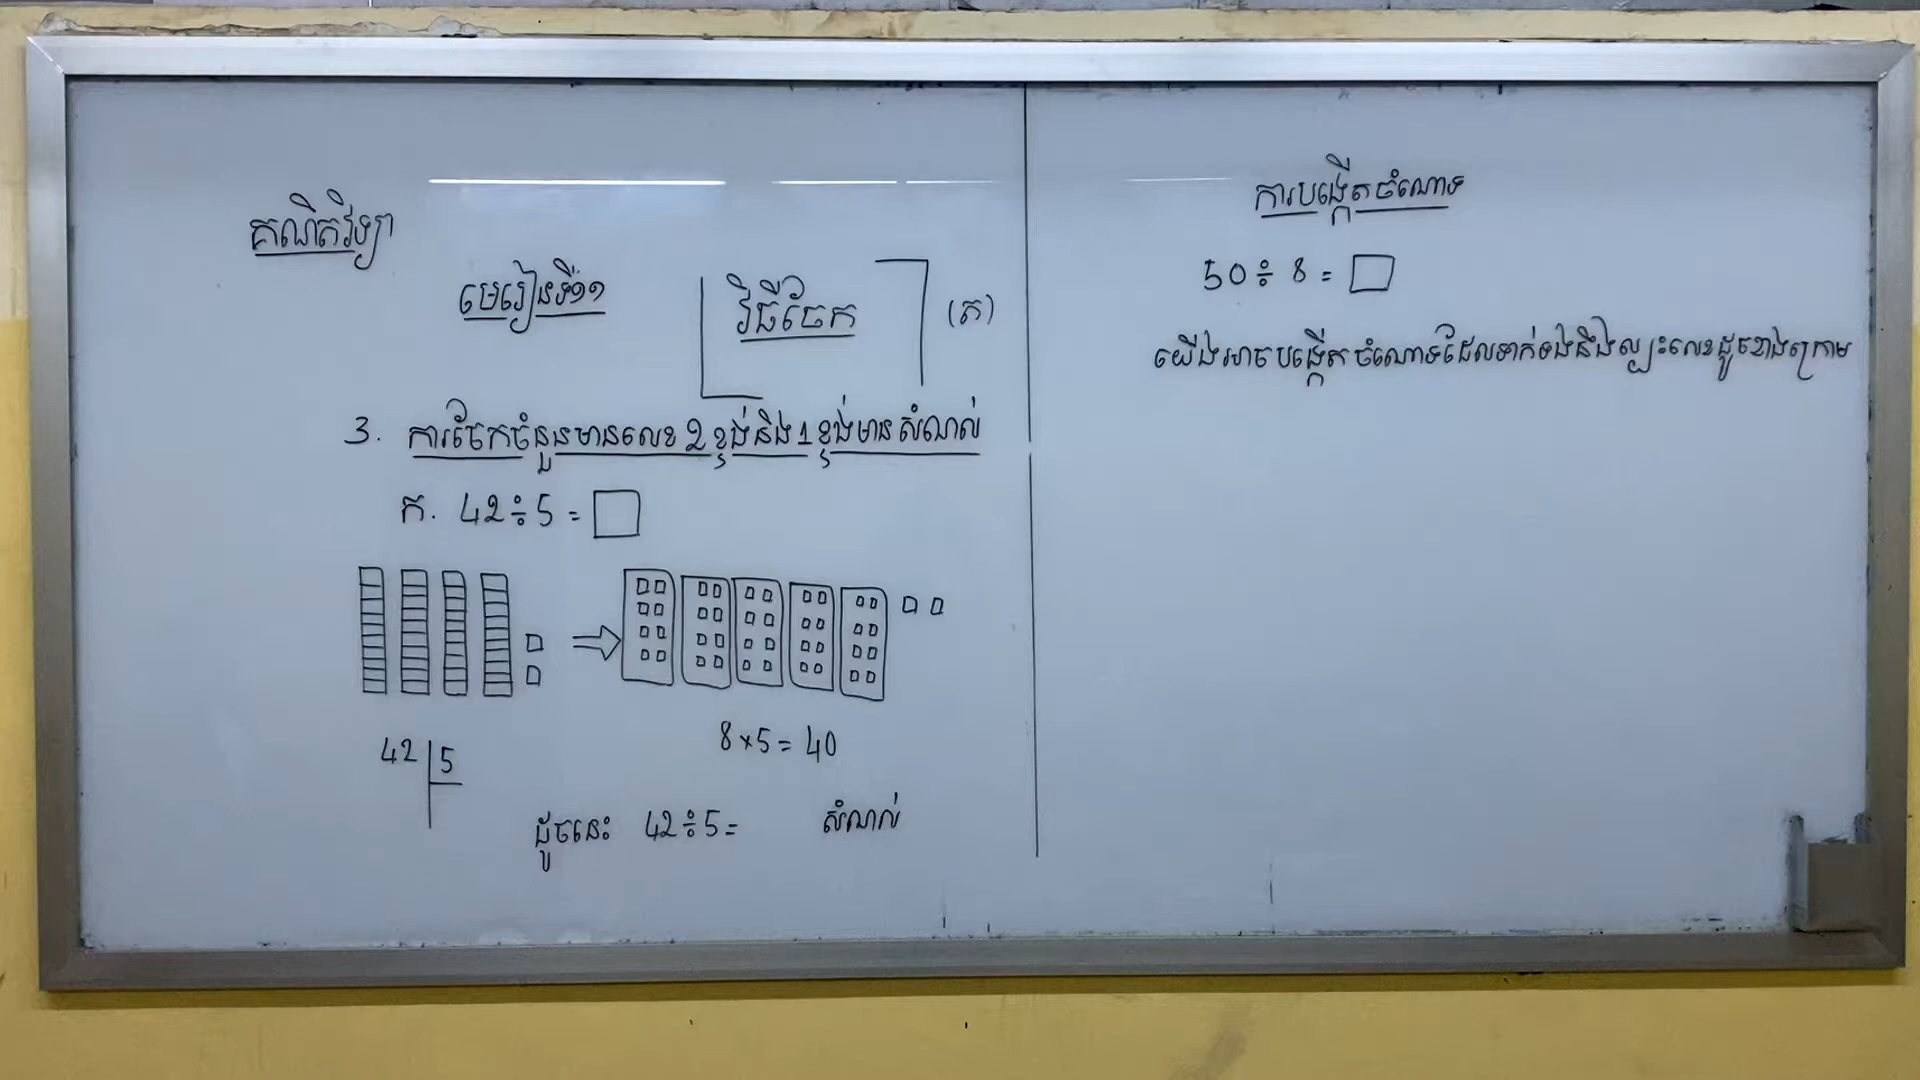 គណិតវិទ្យា
មេរៀនទី១១ វិធីចែក (ត)
3. ការចែកចំនួនមានលេខ 2 ខ្ទង់និង 1 ខ្ទង់មានសំណល់
ក. 42 ÷ 5 =
8 × 5 = 40
42 5
ដូចនេះ 42 ÷ 5 = សំណល់
ការបង្កើតចំណោទ
50 ÷ 8 =
យើងអាចបង្កើតចំណោទដែលទាក់ទងនឹងល្បះលេខដូចខាងក្រោម